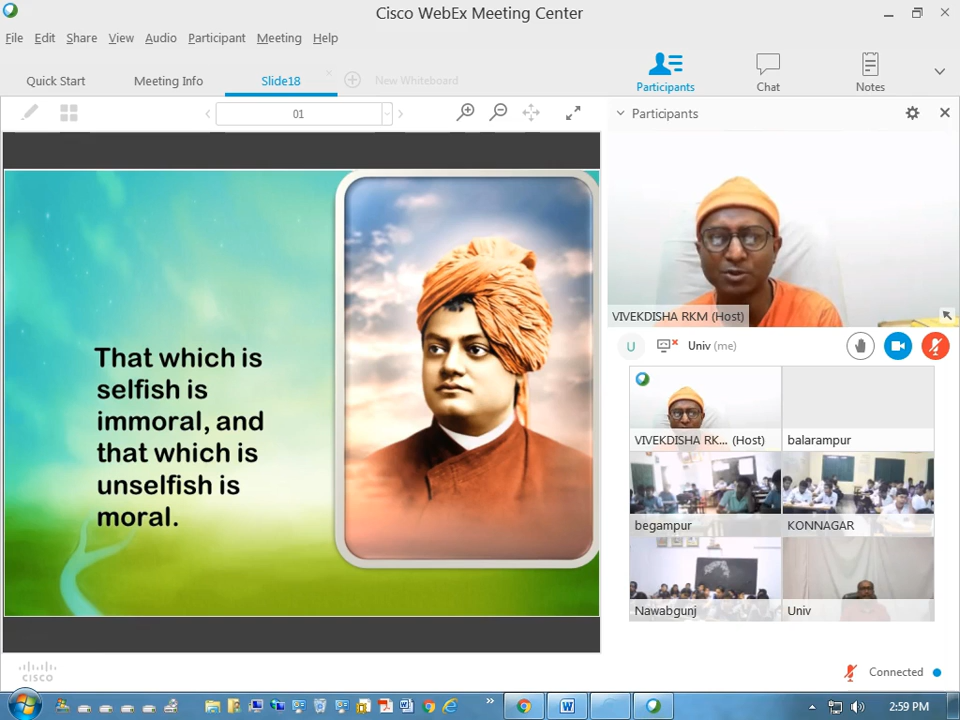 Cisco WebEx Meeting Center
File Edit Share View Audio Participant Meeting Help
Quick Start Meeting Info Slide18 New Whiteboard
Participants Chat Notes
01
Participants
That which is
selfish is
immoral, and
that which is
unselfish is
moral.
VIVEKDISHA RKM (Host)
U Univ (me)
VIVEKDISHA RK... (Host) balarampur
begampur KONNAGAR
Nawabgunj Univ
CISCO
Connected
2:59 PM